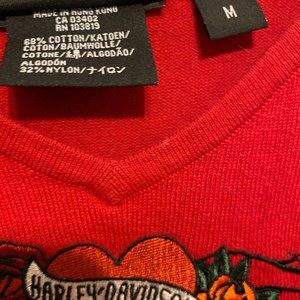 MADE IN HONG KONG
CA 03402
RN 103819
68% COTTON/KATOEN/
COTON/BAUMWOLLE/
COTONE/綿/ALGODÃO/
ALGODÓN
32% NYLON/ナイロン
M
HARLEY-DAVIDSON